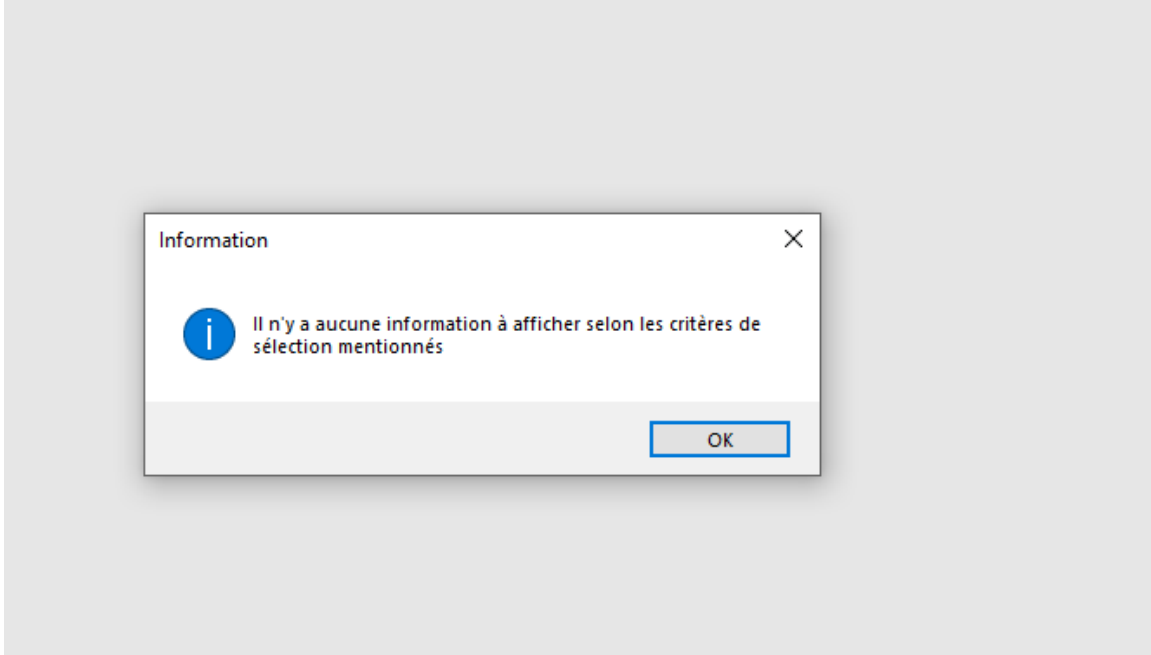 Information
Il n'y a aucune information à afficher selon les critères de
sélection mentionnés
OK